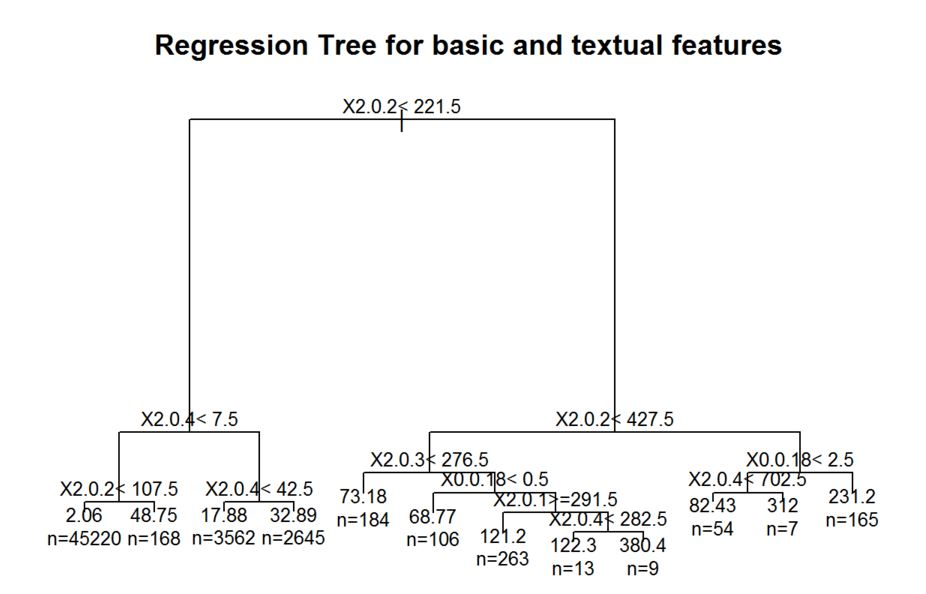 Regression Tree for basic and textual features
X2.0.2< 221.5
X2.0.4< 7.5
X2.0.2< 427.5
X2.0.3< 276.5
X0.0.18< 2.5
X0.0.18< 0.5
X2.0.4< 702.5
X2.0.2< 107.5
X2.0.4< 42.5
X2.0.1>=291.5
X2.0.4< 282.5
2.06
n=45220
48.75
n=168
17.88
n=3562
32.89
n=2645
73.18
n=184
68.77
n=106
121.2
n=263
122.3
n=13
380.4
n=9
82.43
n=54
312
n=7
231.2
n=165